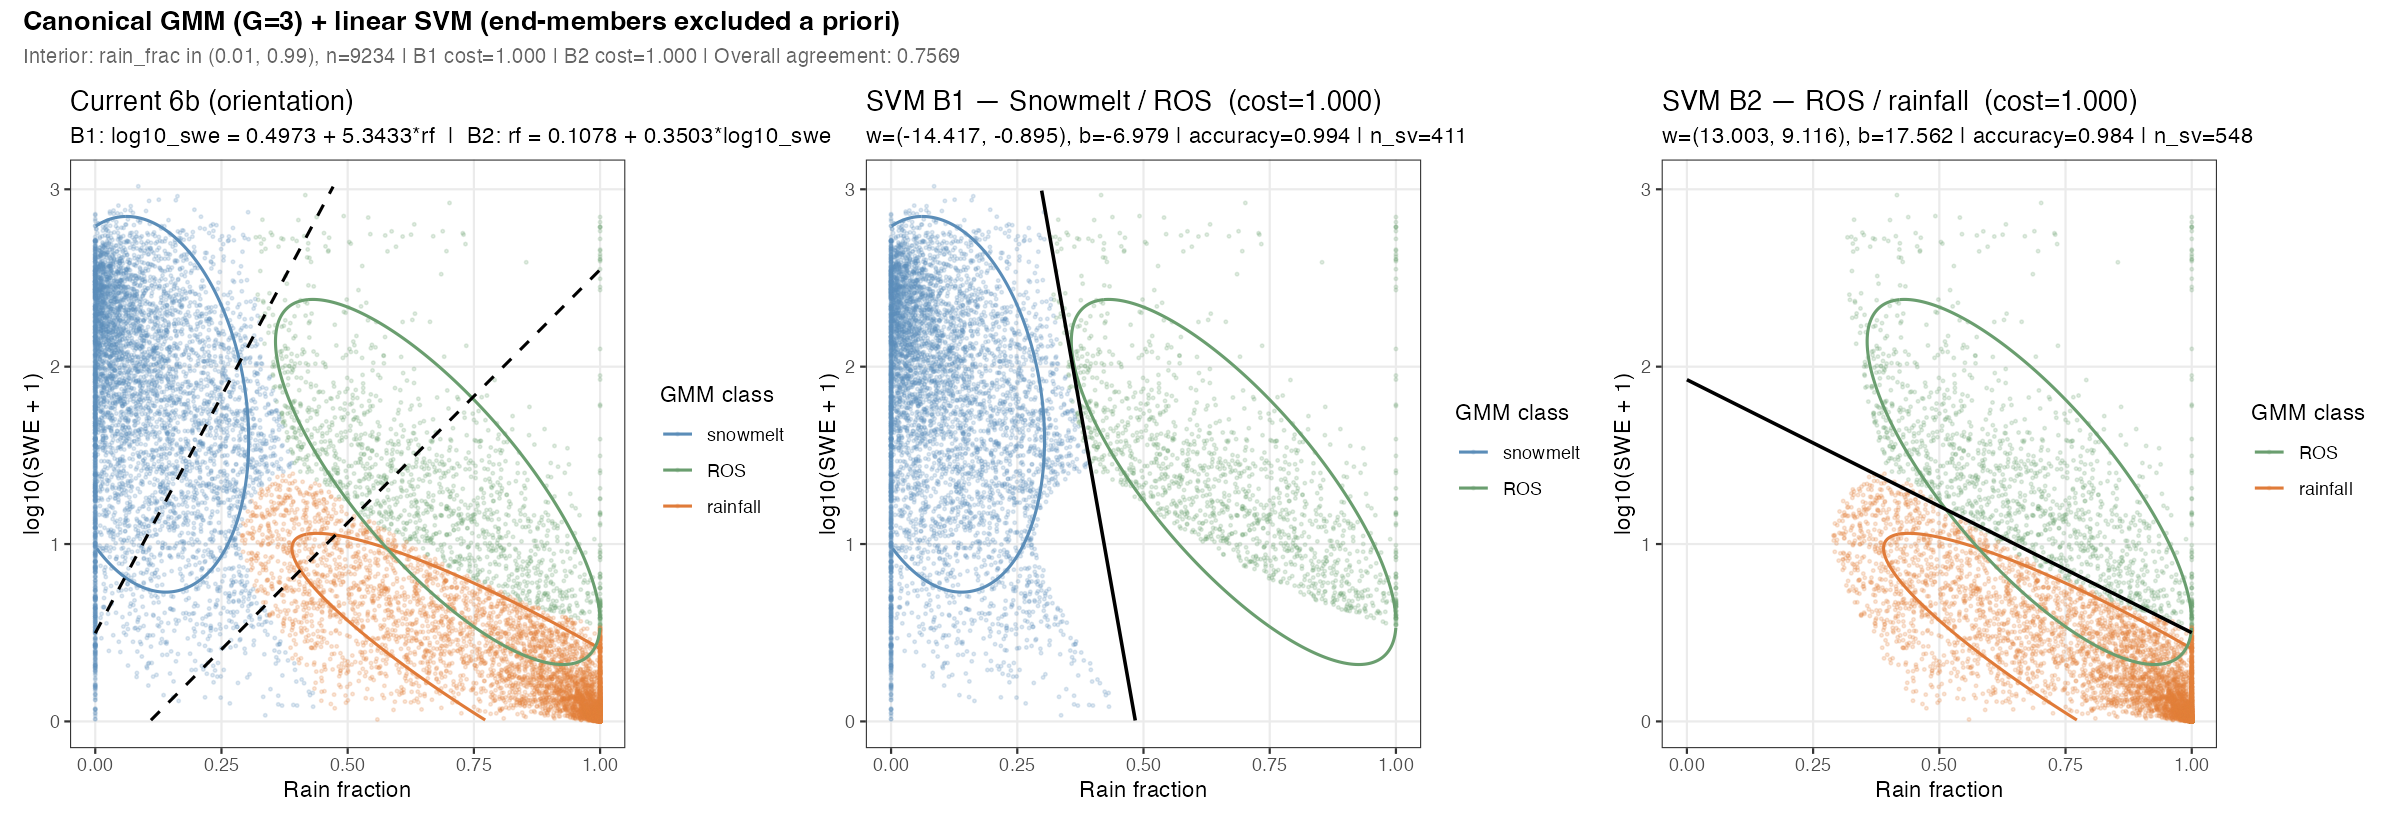 Canonical GMM (G=3) + linear SVM (end-members excluded a priori)
Interior: rain_frac in (0.01, 0.99), n=9234 | B1 cost=1.000 | B2 cost=1.000 | Overall agreement: 0.7569
Current 6b (orientation)
B1: log10_swe = 0.4973 + 5.3433*rf | B2: rf = 0.1078 + 0.3503*log10_swe
log10(SWE + 1)
3
2
1
0
0.00 0.25 0.50 0.75 1.00
Rain fraction
GMM class
snowmelt
ROS
rainfall
SVM B1 — Snowmelt / ROS (cost=1.000)
w=(-14.417, -0.895), b=-6.979 | accuracy=0.994 | n_sv=411
log10(SWE + 1)
3
2
1
0
0.00 0.25 0.50 0.75 1.00
Rain fraction
GMM class
snowmelt
ROS
SVM B2 — ROS / rainfall (cost=1.000)
w=(13.003, 9.116), b=17.562 | accuracy=0.984 | n_sv=548
log10(SWE + 1)
3
2
1
0
0.00 0.25 0.50 0.75 1.00
Rain fraction
GMM class
ROS
rainfall